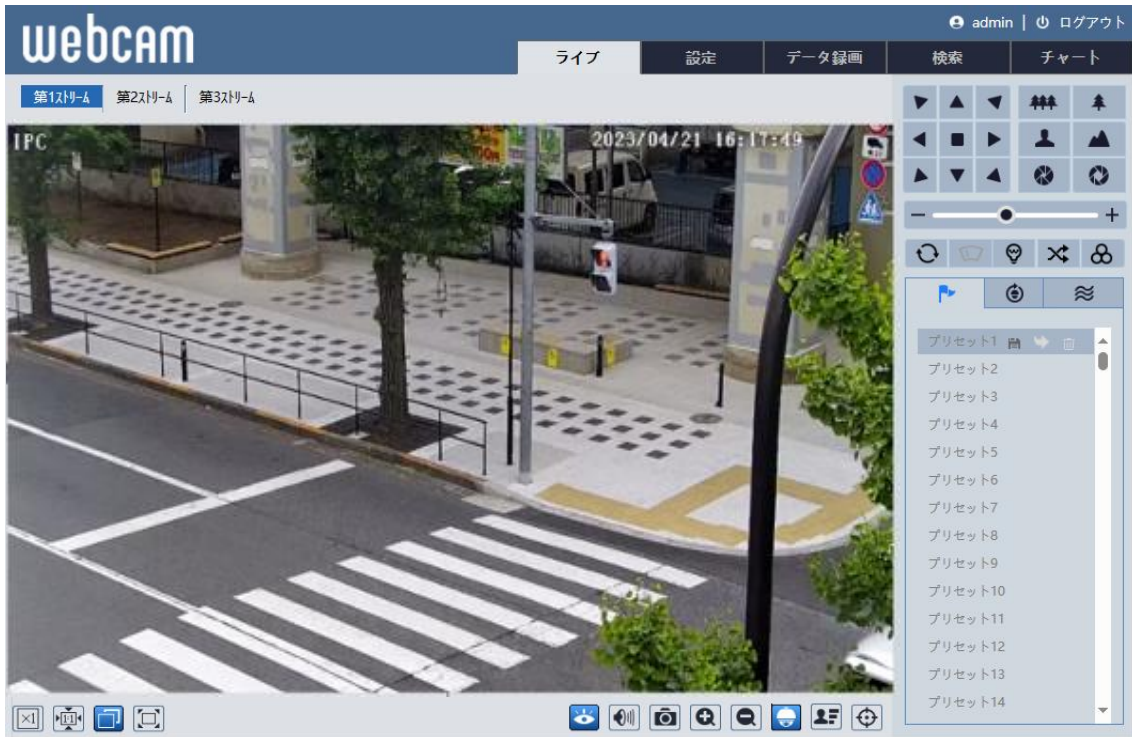 webcam
admin | ログアウト
ライブ 設定 データ録画 検索 チャート
第1ｽﾄﾘｰﾑ 第2ｽﾄﾘｰﾑ 第3ｽﾄﾘｰﾑ
IPC 2023/04/21 16:17:49
プリセット1
プリセット2
プリセット3
プリセット4
プリセット5
プリセット6
プリセット7
プリセット8
プリセット9
プリセット10
プリセット11
プリセット12
プリセット13
プリセット14
×1 1:1